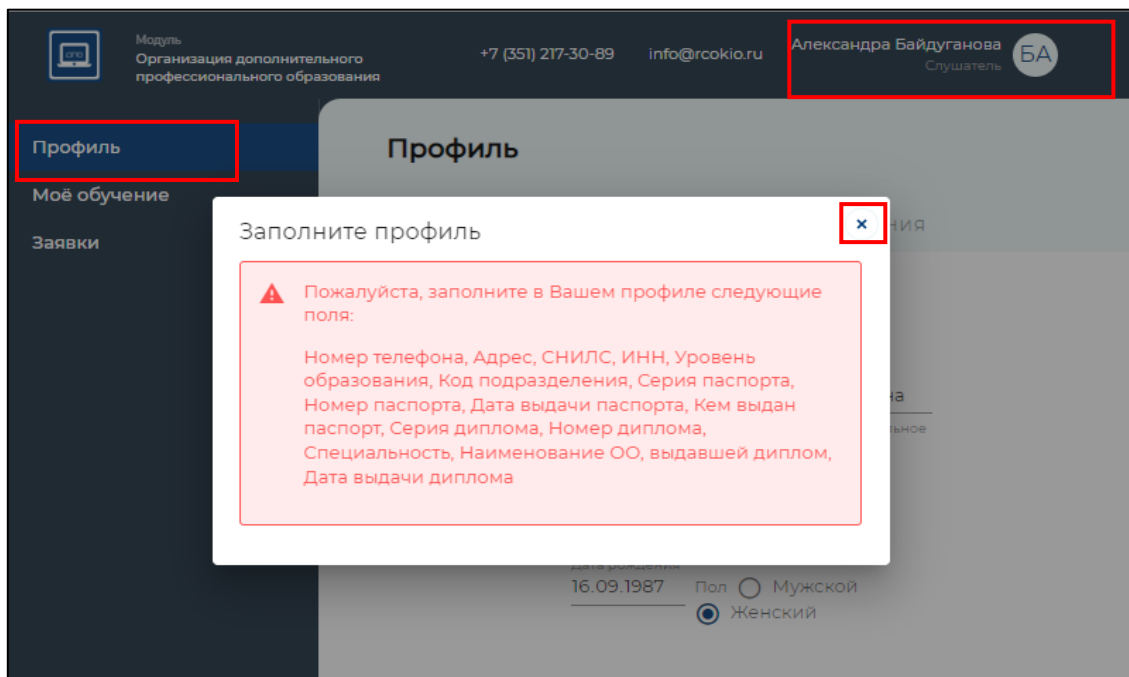 Модуль
Организация дополнительного
профессионального образования
+7 (351) 217-30-89
info@rcokio.ru
Александра Байдуганова
Слушатель
БА
Профиль
Моё обучение
Заявки
Профиль
Заполните профиль
Пожалуйста, заполните в Вашем профиле следующие
поля:
Номер телефона, Адрес, СНИЛС, ИНН, Уровень
образования, Код подразделения, Серия паспорта,
Номер паспорта, Дата выдачи паспорта, Кем выдан
паспорт, Серия диплома, Номер диплома,
Специальность, Наименование ОО, выдавшей диплом,
Дата выдачи диплома
Дата рождения
16.09.1987
Пол
Мужской
Женский